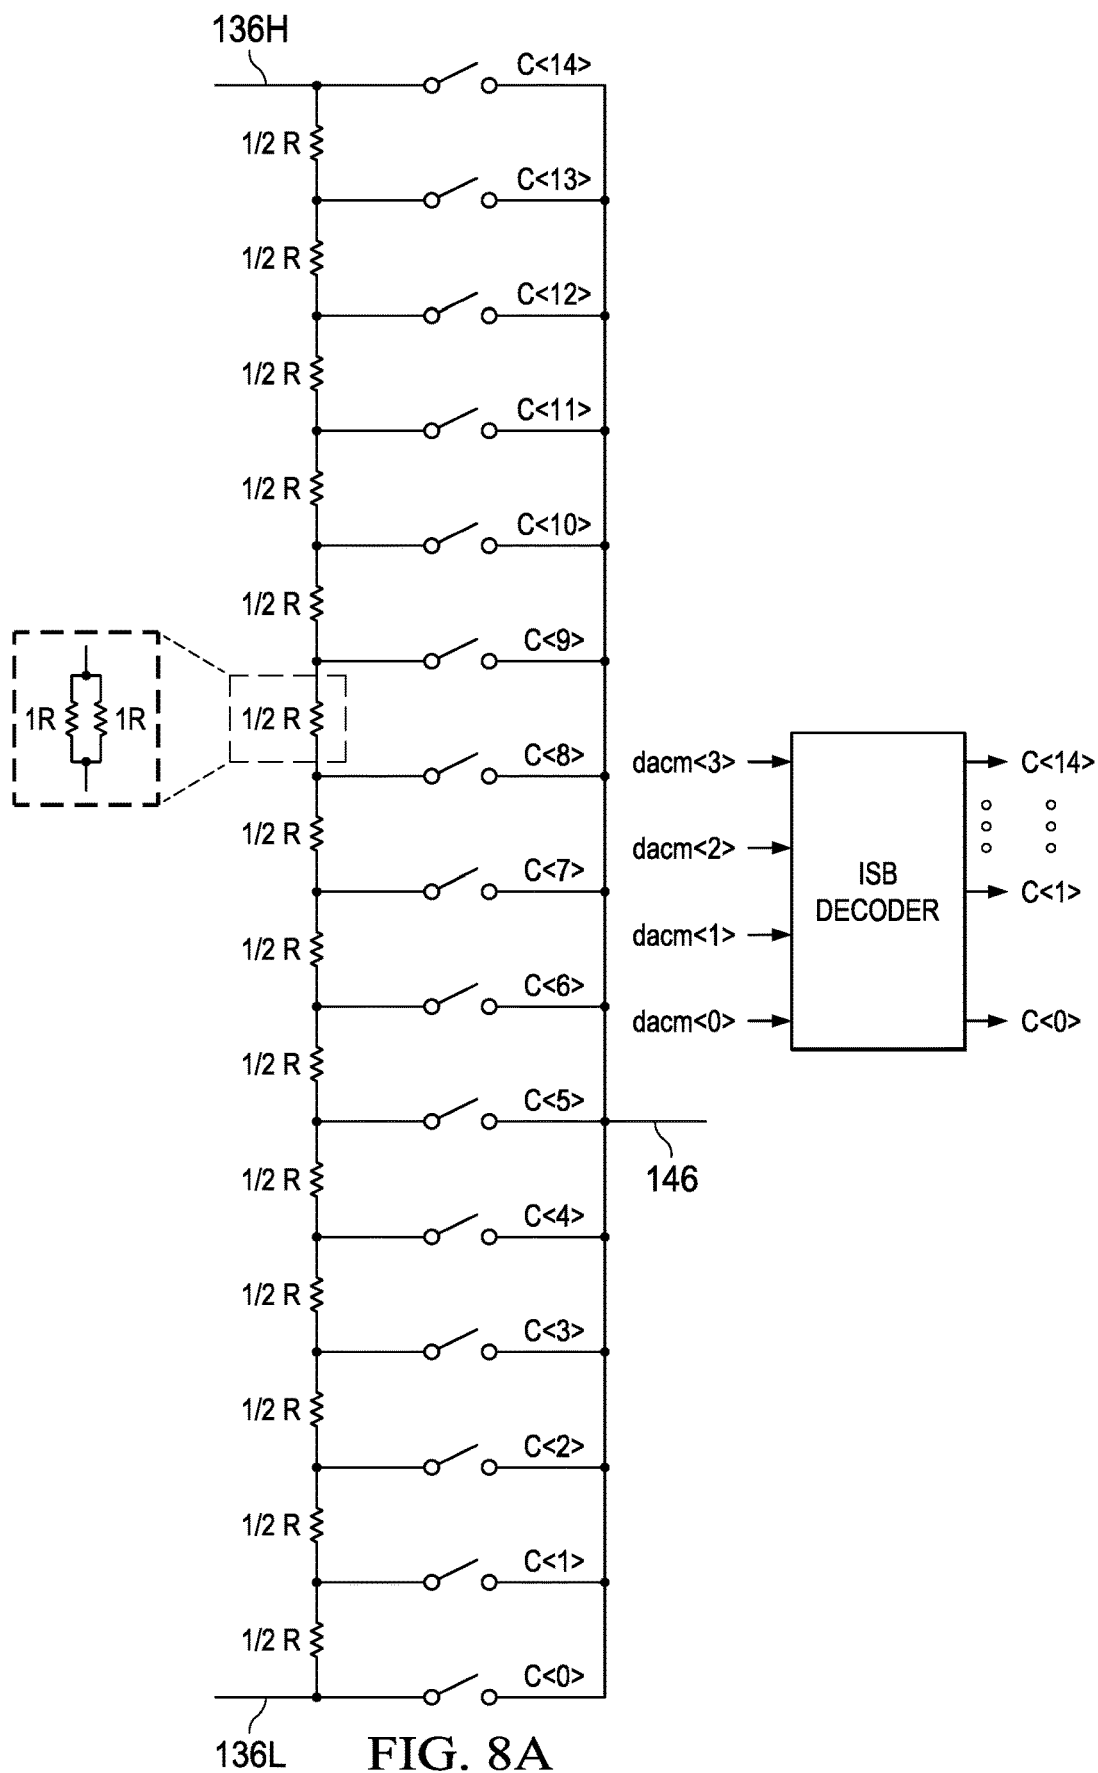 136H
C<14>
1/2 R
C<13>
1/2 R
C<12>
1/2 R
C<11>
1/2 R
C<10>
1/2 R
C<9>
1R 1R
1/2 R
C<8>
1/2 R
C<7>
1/2 R
C<6>
1/2 R
C<5>
146
1/2 R
C<4>
1/2 R
C<3>
1/2 R
C<2>
1/2 R
C<1>
1/2 R
C<0>
136L
dacm<3>
dacm<2>
dacm<1>
dacm<0>
ISB
DECODER
C<14>
C<1>
C<0>
FIG. 8A